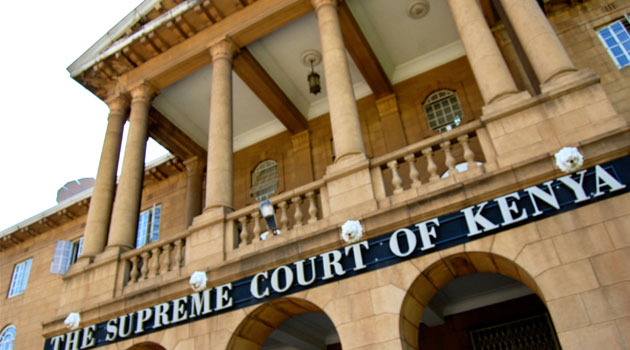 THE SUPREME COURT OF KENYA